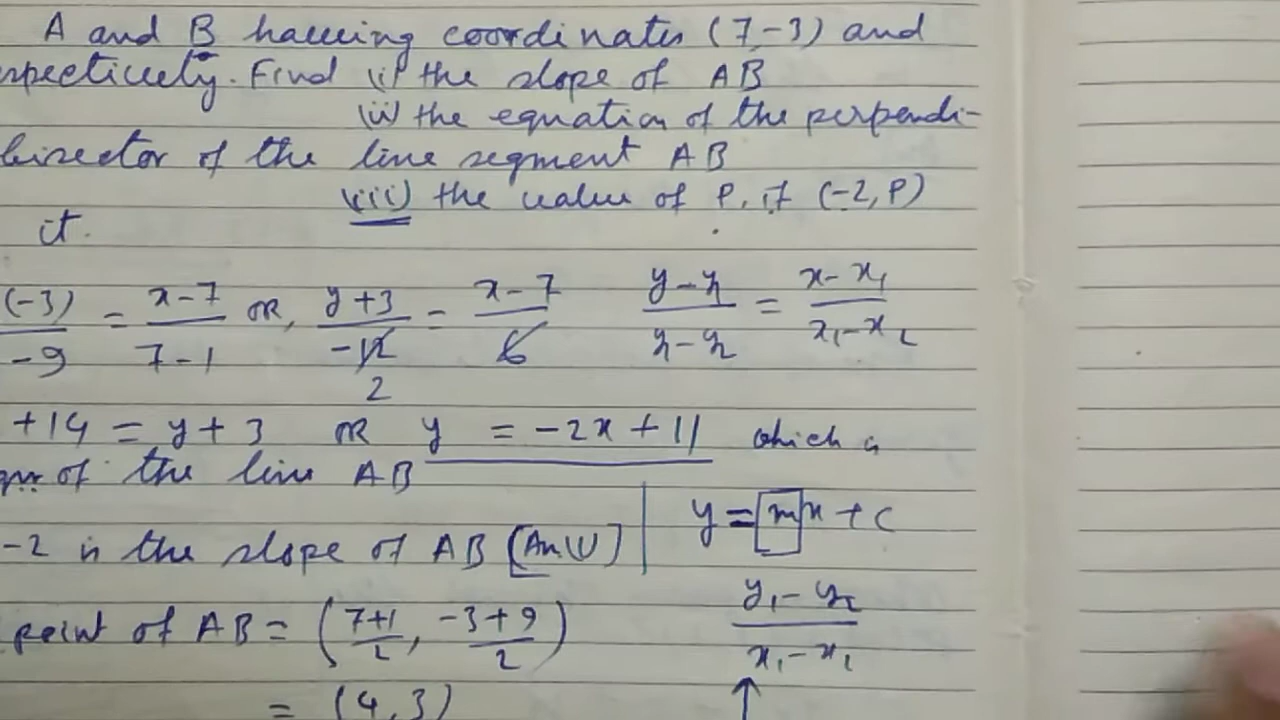 A and B having coordinates (7-3) and
spectively. Find (i) the slope of AB
(ii) the equation of the perpendi-
bisector of the line segment AB
(iii) the value of P, if (-2, P)
it.
(-3)/-9 = x-7/7-1 OR, y+3/-12 = x-7/6 y-y1/y1-y2 = x-x1/x1-x2
2
+14 = y+3 OR y = -2x+11 which is
eqn of the line AB
-2 is the slope of AB [Ans(i)] y = mx + c
y1-y2/x1-x2
point of AB = (7+1/2, -3+9/2)
= (4,3)